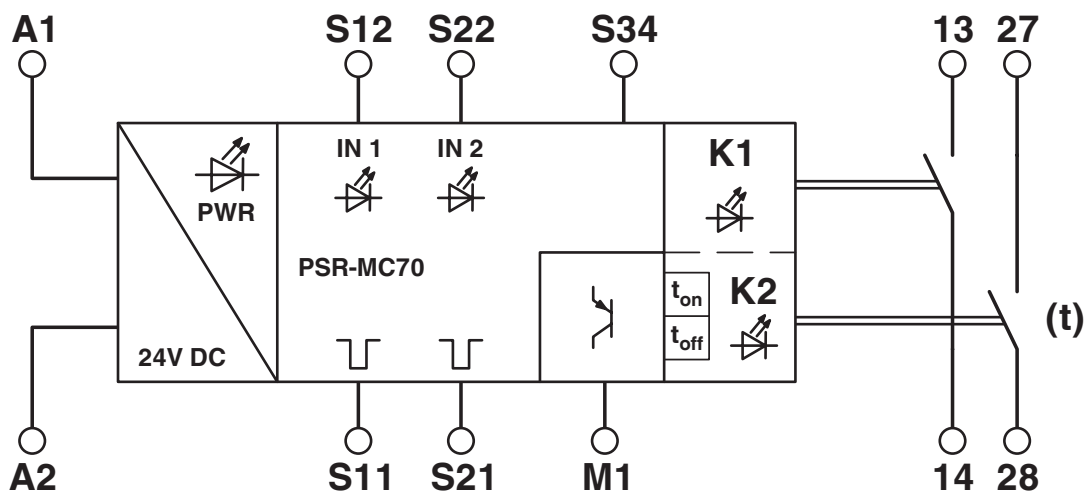 A1 S12 S22 S34 13 27
IN 1 IN 2 K1
PWR
PSR-MC70
ton K2
(t)
toff
24V DC
A2 S11 S21 M1 14 28